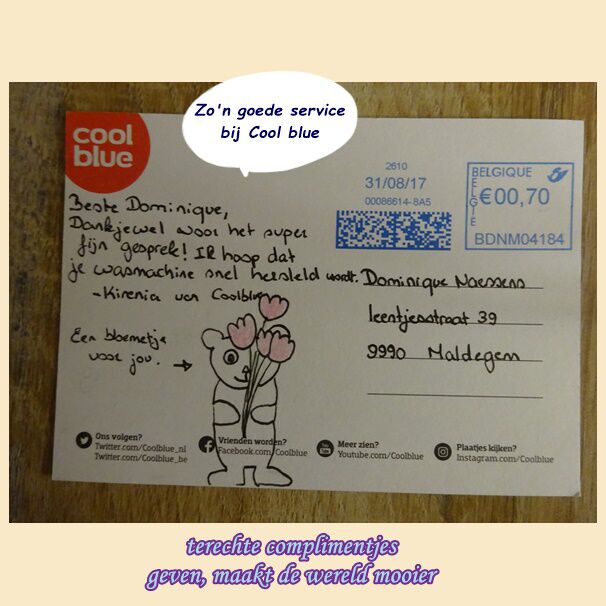 Zo'n goede service
bij Cool blue
cool
blue
2610
31/08/17
00086614-8A5
BELGIQUE
BELGIE
€00,70
BDNM04184
Beste Dominique,
Dankjewel voor het super
fijn gesprek! Ik hoop dat
je wasmachine snel hersteld wordt.
-Kirenia van Coolblue
Een bloemetje
voor jou. →
Dominique Naessens
leentjesstraat 39
9990 Maldegem
Ons volgen?
Twitter.com/Coolblue_nl
Twitter.com/Coolblue_be
Vrienden worden?
Facebook.com/Coolblue
Meer zien?
Youtube.com/Coolblue
Plaatjes kijken?
Instagram.com/Coolblue
terechte complimentjes
geven, maakt de wereld mooier